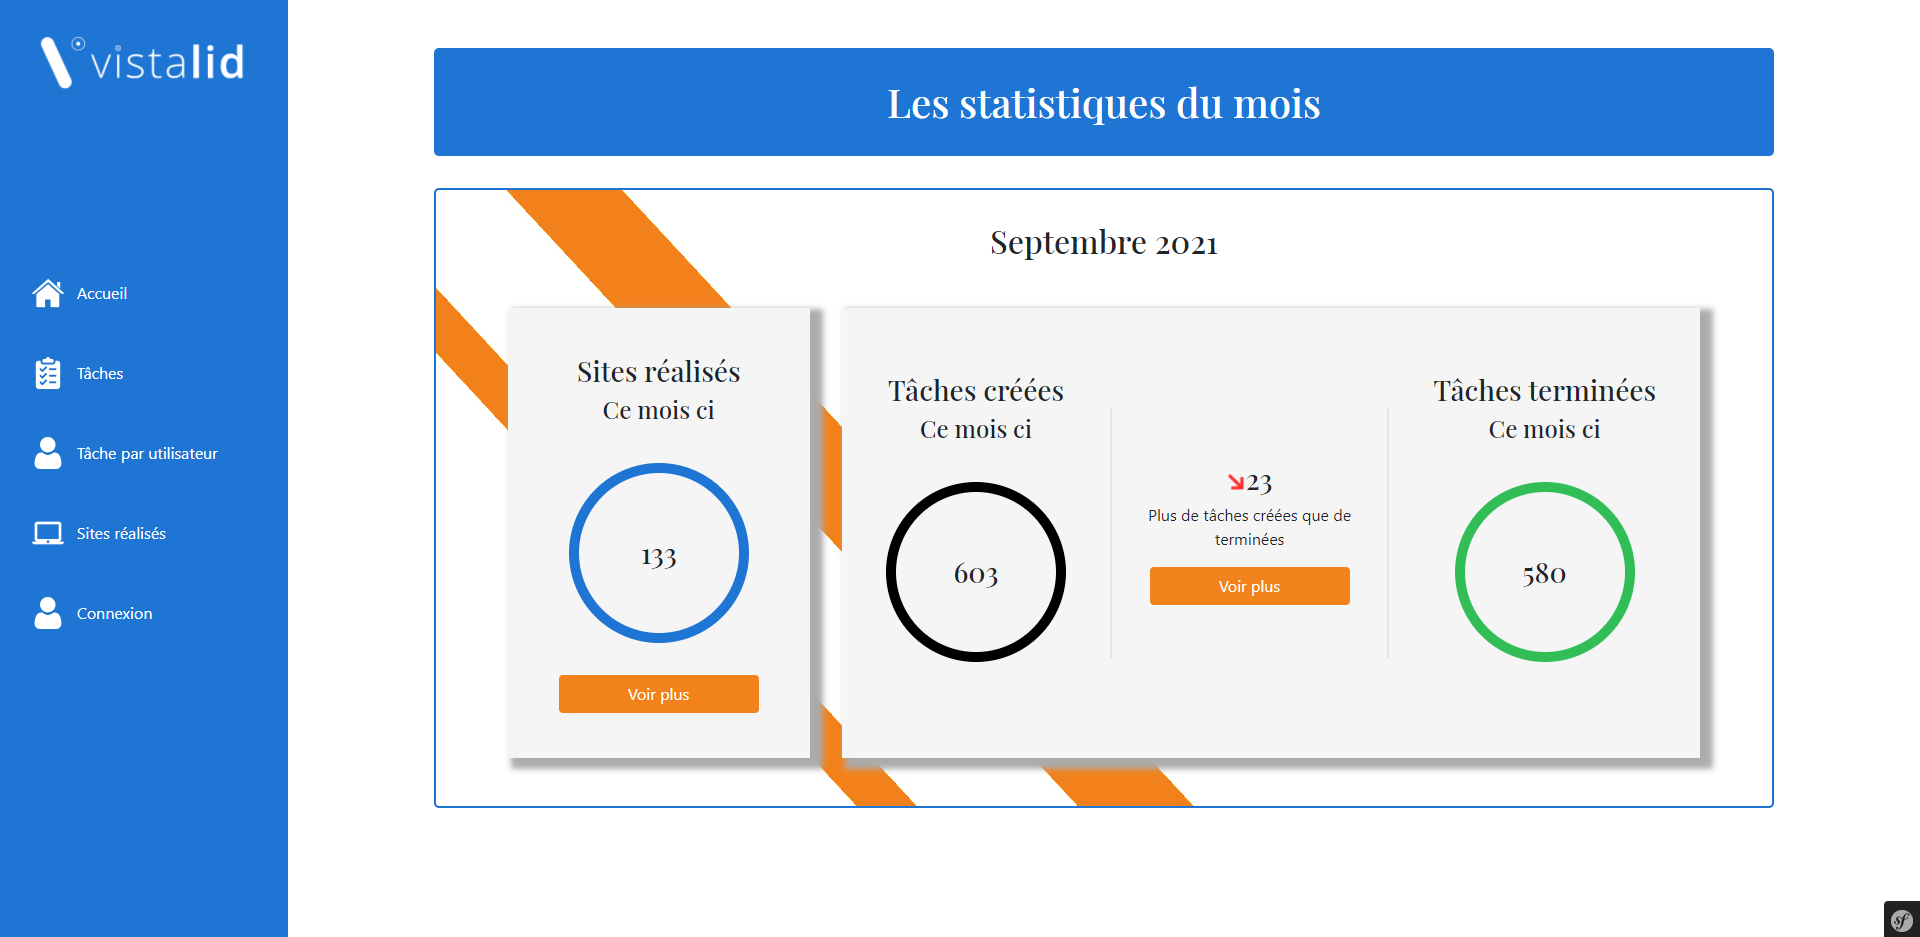 vistalid
Accueil
Tâches
Tâche par utilisateur
Sites réalisés
Connexion
Les statistiques du mois
Septembre 2021
Sites réalisés
Ce mois ci
133
Voir plus
Tâches créées
Ce mois ci
603
23
Plus de tâches créées que de
terminées
Voir plus
Tâches terminées
Ce mois ci
580
sf